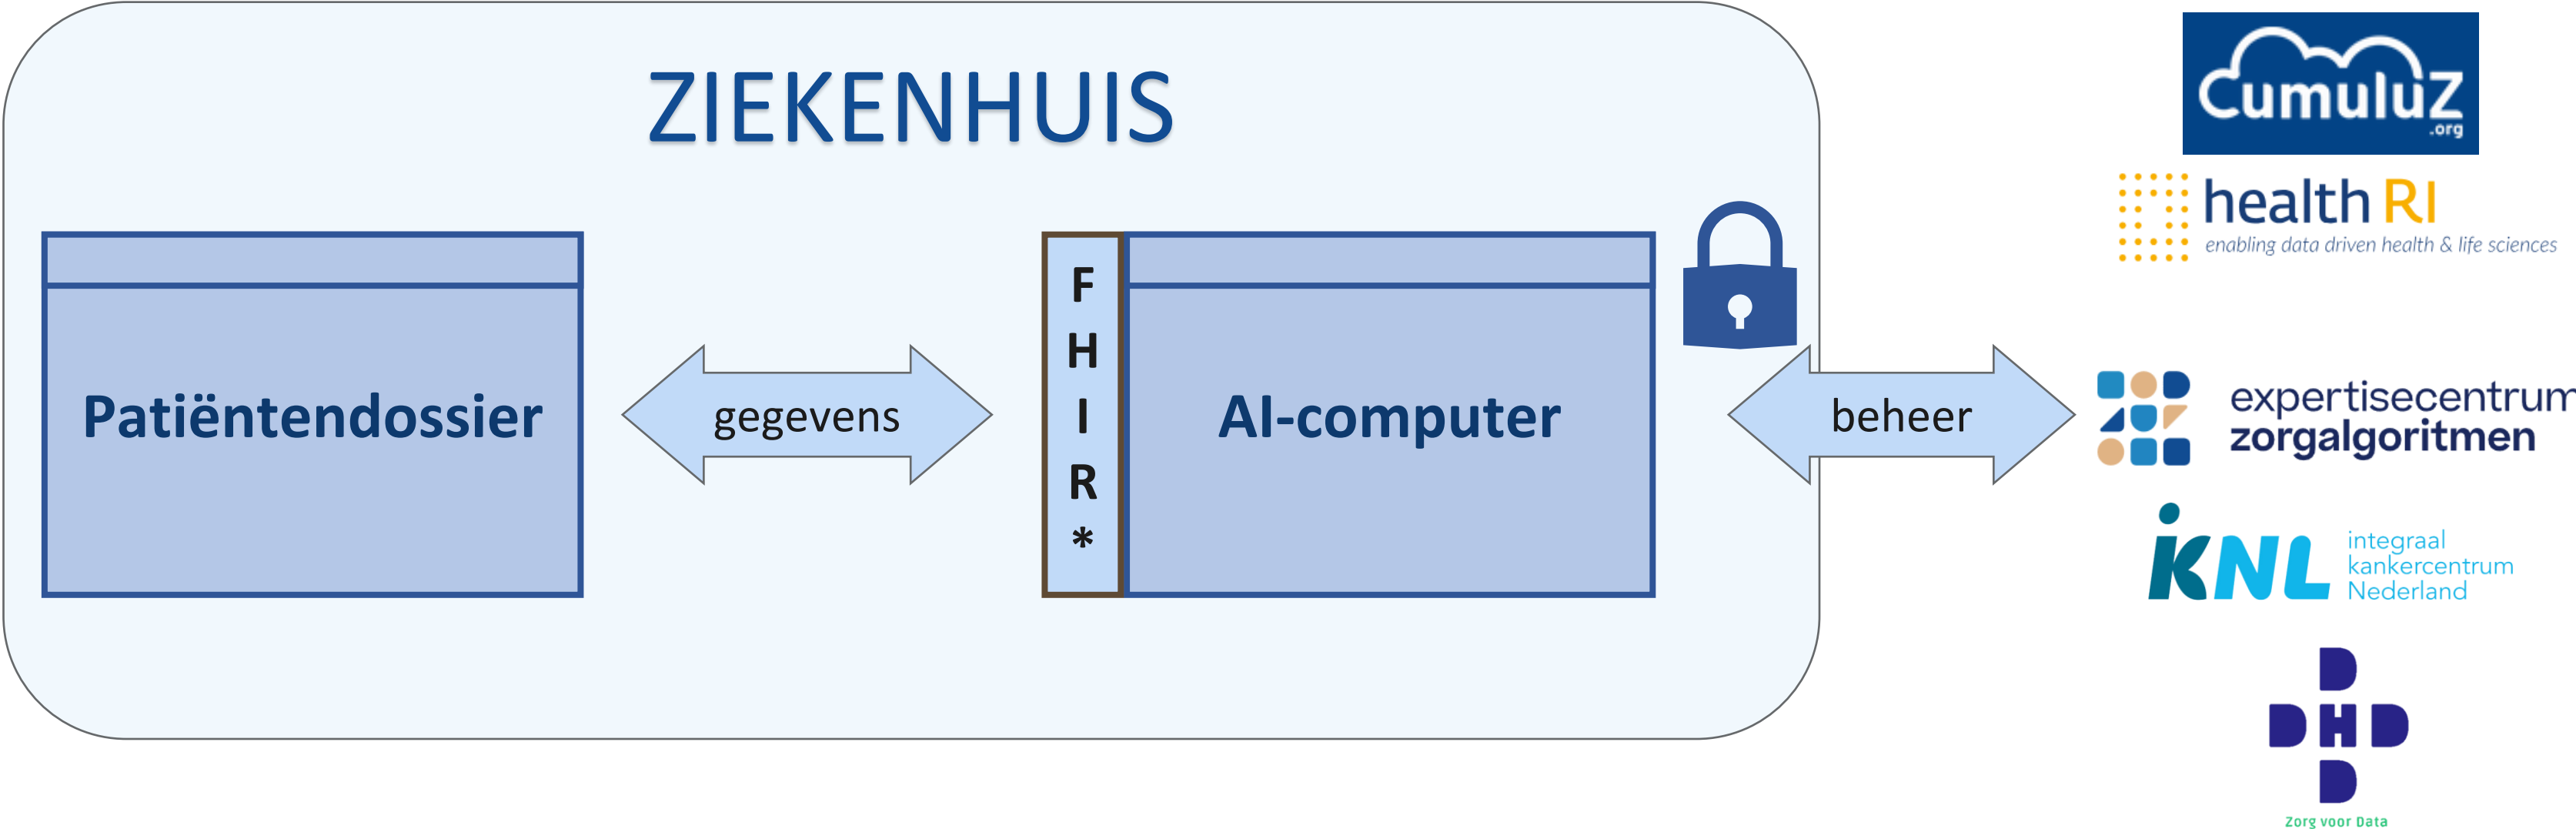 ZIEKENHUIS
Patiëntendossier
gegevens
F
H
I
R
*
AI-computer
beheer
CumuluZ
.org
health RI
enabling data driven health & life sciences
expertisecentrum
zorgalgoritmen
iKNL
integraal
kankercentrum
Nederland
D
DHD
D
Zorg voor Data